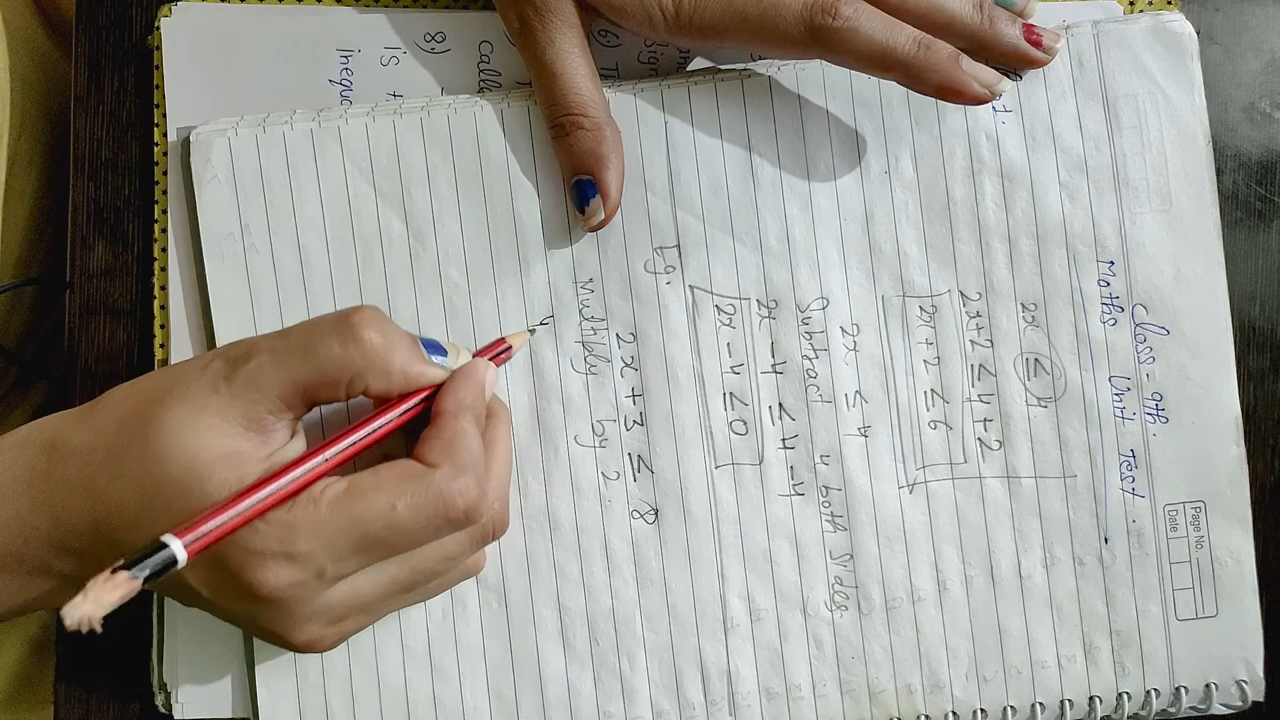 Page No.
Date
Class-9th.
Maths Unit Test.
2x ≤ 4
2x+2 ≤ 4+2
2x+2 ≤ 6
2x ≤ 4
Subtract 4 both sides
2x-4 ≤ 4-4
2x-4 ≤ 0
Eg.
2x+3 ≤ 8
Multiply by 2.
4
6)
Calle
8.)
is
inequa